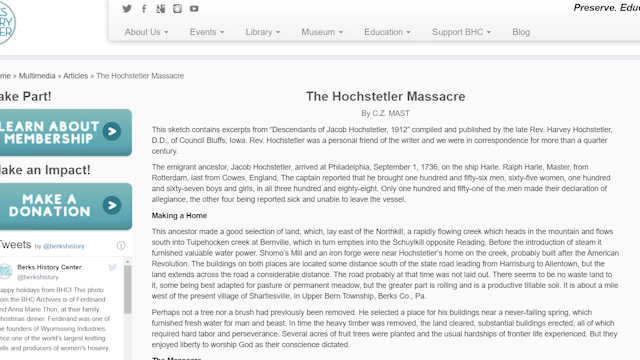 KS
RY
ER
Preserve. Educ
About Us Events Library Museum Education Support BHC Blog
me » Multimedia » Articles » The Hochstetler Massacre
ake Part!
LEARN ABOUT
MEMBERSHIP
ake an Impact!
MAKE A
DONATION
Tweets by @berkshistory
Berks History Center
@berkshistory
appy holidays from BHC! This photo
rom the BHC Archives is of Ferdinand
nd Anna Marie Thun, at their family
hristmas dinner. Ferdinand was one of
he founders of Wyomissing Industries,
nce one of the world's largest knitting
ills and producers of women's hosiery
The Hochstetler Massacre
By C.Z. MAST
This sketch contains excerpts from “Descendants of Jacob Hochstetler, 1912” compiled and published by the late Rev. Harvey Hochstetler,
D.D., of Council Bluffs, Iowa. Rev. Hochstetler was a personal friend of the writer and we were in correspondence for more than a quarter
century.
The emigrant ancestor, Jacob Hochstetler, arrived at Philadelphia, September 1, 1736, on the ship Harle. Ralph Harle, Master, from
Rotterdam, last from Cowes, England, The captain reported that he brought one hundred and fifty-six men, sixty-five women, one hundred
and sixty-seven boys and girls, in all three hundred and eighty-eight. Only one hundred and fifty-one of the men made their declaration of
allegiance, the other four being reported sick and unable to leave the vessel.
Making a Home
This ancestor made a good selection of land, which, lay east of the Northkill, a rapidly flowing creek which heads in the mountain and flows
south into Tulpehocken creek at Bernville, which in turn empties into the Schuylkill opposite Reading. Before the introduction of steam it
furnished valuable water power. Shomo's Mill and an iron forge were near Hochstetler's home on the creek, probably built after the American
Revolution. The buildings on both places are located some distance south of the state road leading from Harrisburg to Allentown, but the
land extends across the road a considerable distance. The road probably at that time was not laid out. There seems to be no waste land to
it, some being best adapted for pasture or permanent meadow, but the greater part is rolling and is a productive tillable soil. It is about a mile
west of the present village of Shartiesville, in Upper Bern Township, Berks Co., Pa.
Perhaps not a tree nor a brush had previously been removed. He selected a place for his buildings near a never-failing spring, which
furnished fresh water for man and beast. In time the heavy timber was removed, the land cleared, substantial buildings erected, all of which
required hard labor and perseverance. Several acres of fruit trees were planted and the usual hardships of frontier life experienced. But they
enjoyed liberty to worship God as their conscience dictated.
The Massacre